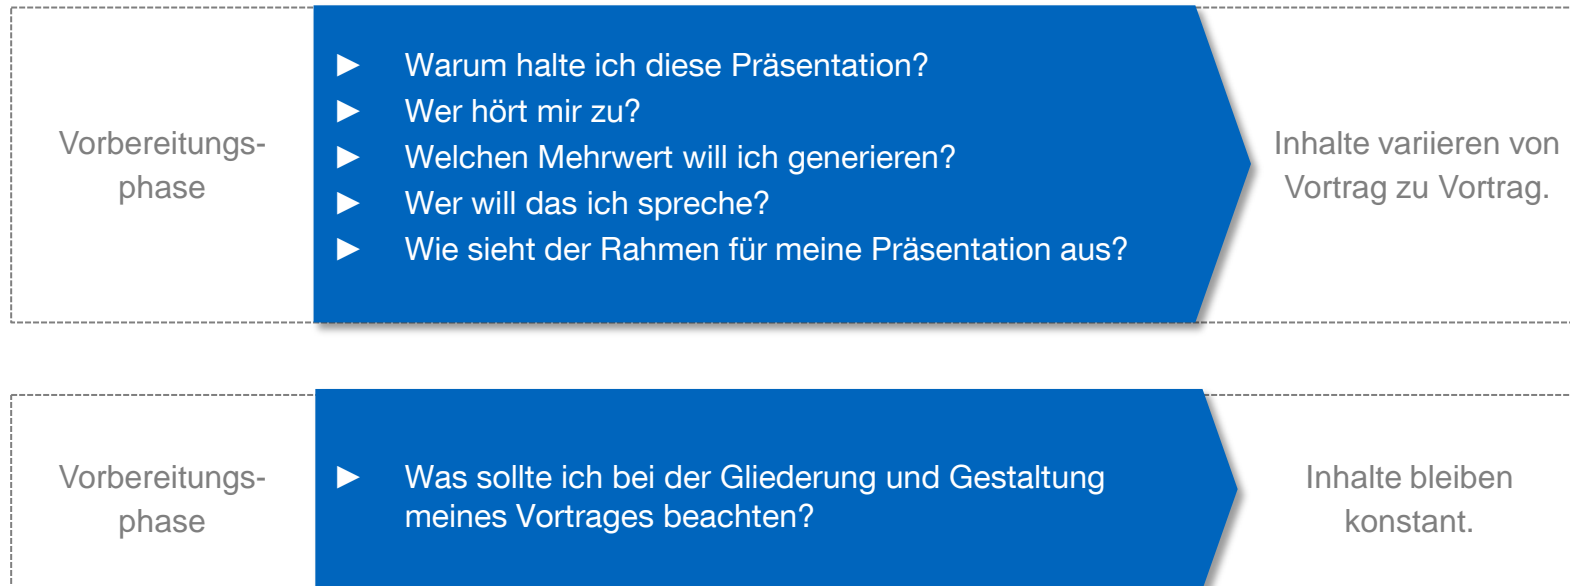 Vorbereitungs-
phase
► Warum halte ich diese Präsentation?
► Wer hört mir zu?
► Welchen Mehrwert will ich generieren?
► Wer will das ich spreche?
► Wie sieht der Rahmen für meine Präsentation aus?
Inhalte variieren von
Vortrag zu Vortrag.
Vorbereitungs-
phase
► Was sollte ich bei der Gliederung und Gestaltung
meines Vortrages beachten?
Inhalte bleiben
konstant.